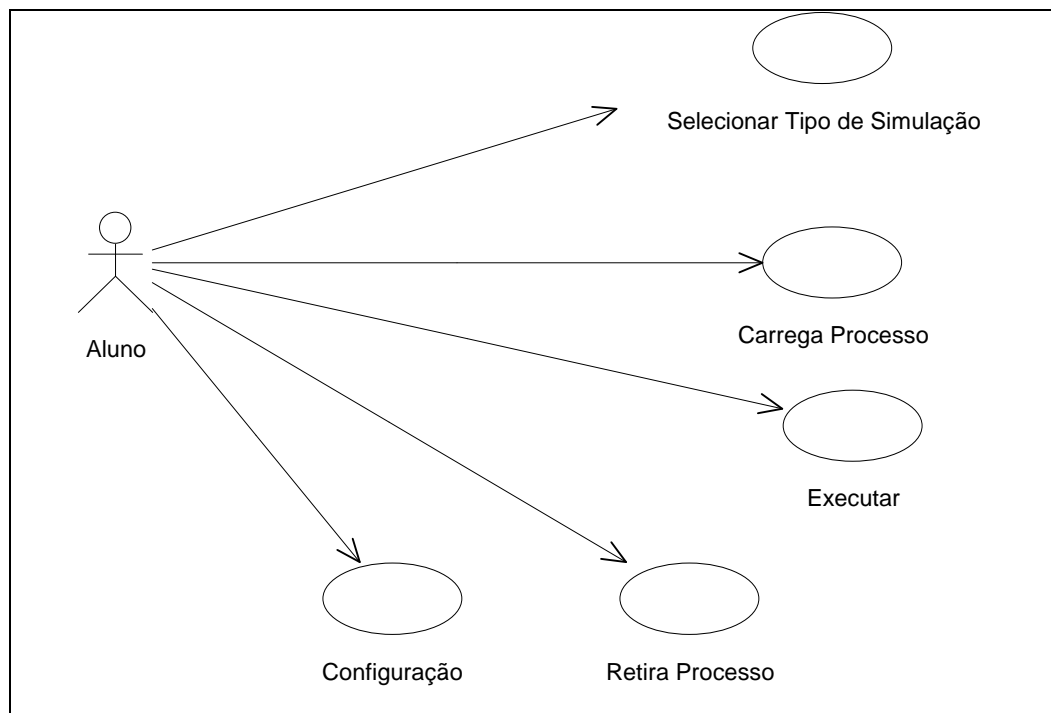 Selecionar Tipo de Simulação
Carrega Processo
Aluno
Executar
Configuração
Retira Processo